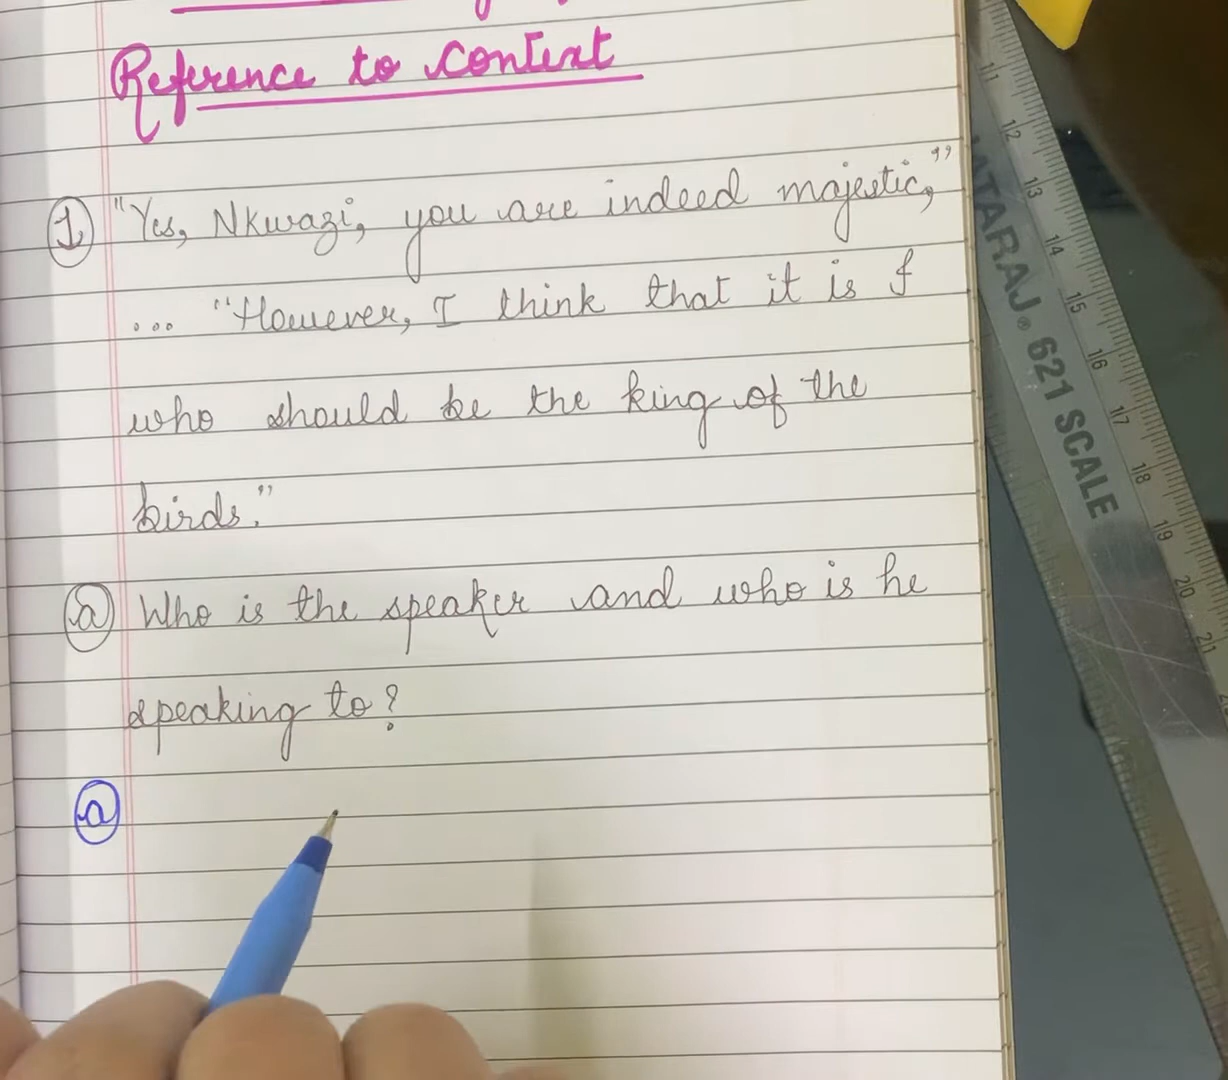 Reference to context
1 "Yes, Nkwazi, you are indeed majestic,"
... "However, I think that it is I
who should be the king of the
birds."
a Who is the speaker and who is he
speaking to?
a
11 12 13 14 15 16 17 18 19 20 21
ATARAJ® 621 SCALE